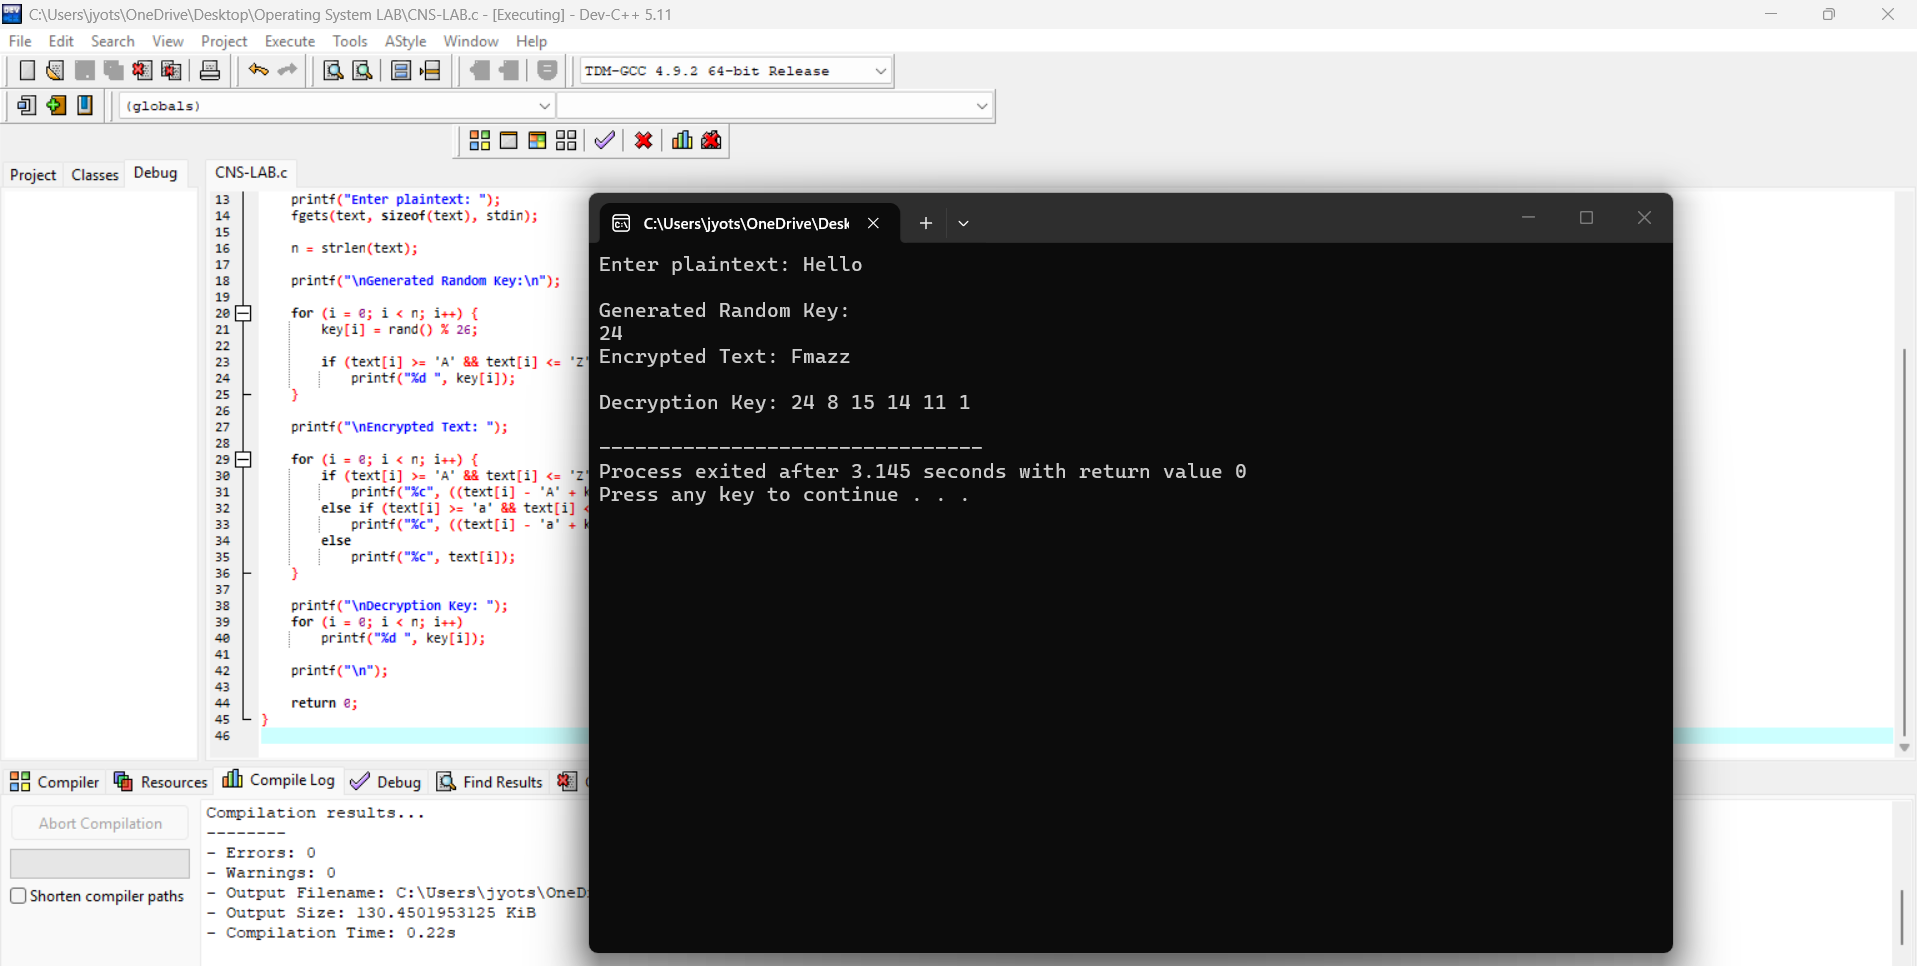 C:\Users\jyots\OneDrive\Desktop\Operating System LAB\CNS-LAB.c - [Executing] - Dev-C++ 5.11
File Edit Search View Project Execute Tools AStyle Window Help
TDM-GCC 4.9.2 64-bit Release
(globals)
Project Classes Debug
CNS-LAB.c
13 printf("Enter plaintext: ");
14 fgets(text, sizeof(text), stdin);
15
16 n = strlen(text);
17
18 printf("\nGenerated Random Key:\n");
19
20 for (i = 0; i < n; i++) {
21 key[i] = rand() % 26;
22
23 if (text[i] >= 'A' && text[i] <= 'Z'
24 printf("%d ", key[i]);
25 }
26
27 printf("\nEncrypted Text: ");
28
29 for (i = 0; i < n; i++) {
30 if (text[i] >= 'A' && text[i] <= 'Z'
31 printf("%c", ((text[i] - 'A' + k
32 else if (text[i] >= 'a' && text[i] <
33 printf("%c", ((text[i] - 'a' + k
34 else
35 printf("%c", text[i]);
36 }
37
38 printf("\nDecryption Key: ");
39 for (i = 0; i < n; i++)
40 printf("%d ", key[i]);
41
42 printf("\n");
43
44 return 0;
45 }
46
C:\Users\jyots\OneDrive\Desk
Enter plaintext: Hello
Generated Random Key:
24
Encrypted Text: Fmazz
Decryption Key: 24 8 15 14 11 1
--------------------------------
Process exited after 3.145 seconds with return value 0
Press any key to continue . . .
Compiler Resources Compile Log Debug Find Results
Abort Compilation
Shorten compiler paths
Compilation results...
--------
- Errors: 0
- Warnings: 0
- Output Filename: C:\Users\jyots\OneD
- Output Size: 130.4501953125 KiB
- Compilation Time: 0.22s